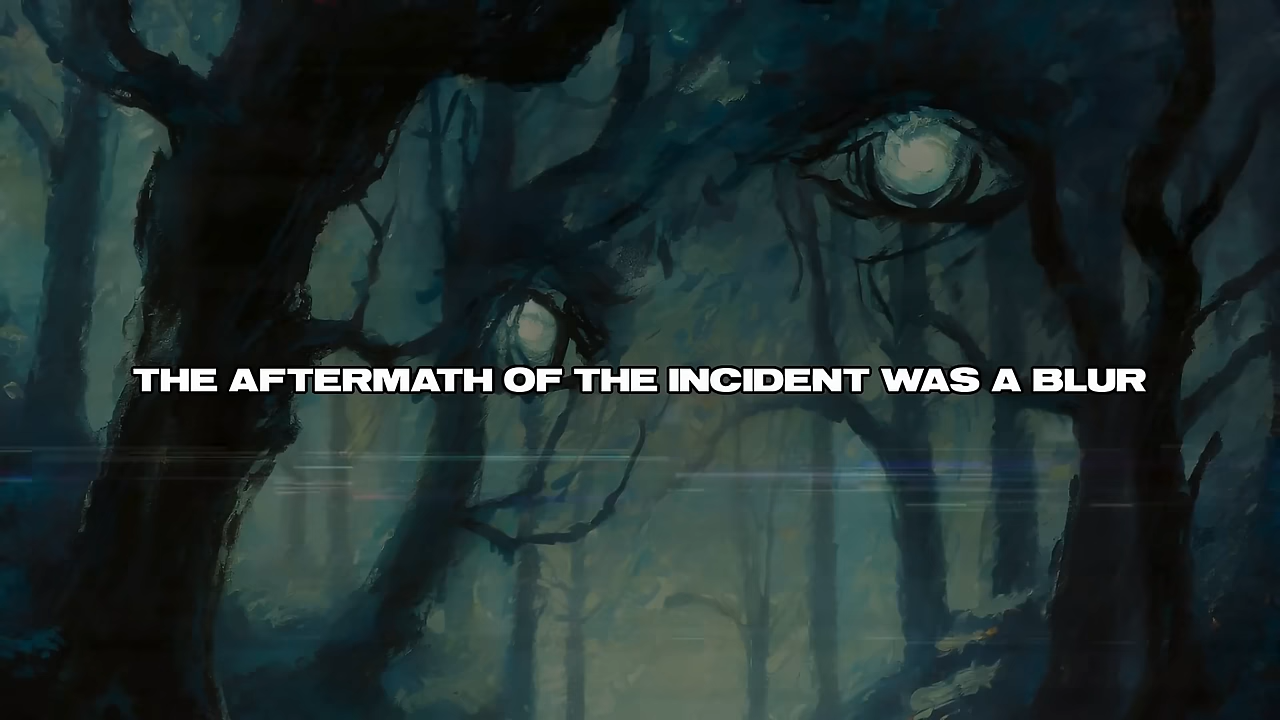 THE AFTERMATH OF THE INCIDENT WAS A BLUR